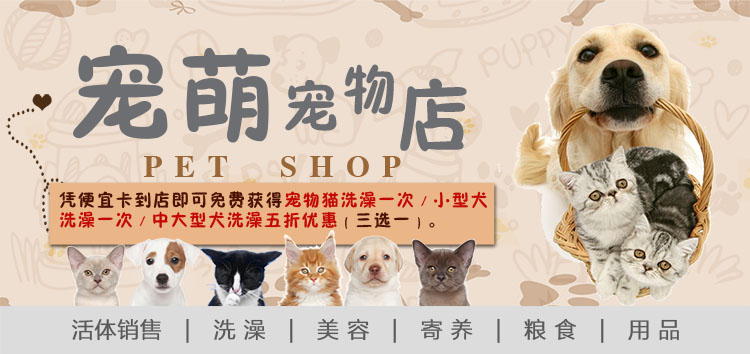 宠萌宠物店
PET SHOP
凭便宜卡到店即可免费获得宠物猫洗澡一次/小型犬
洗澡一次/中大型犬洗澡五折优惠(三选一)。
活体销售 | 洗澡 | 美容 | 寄养 | 粮食 | 用品
PUPPY